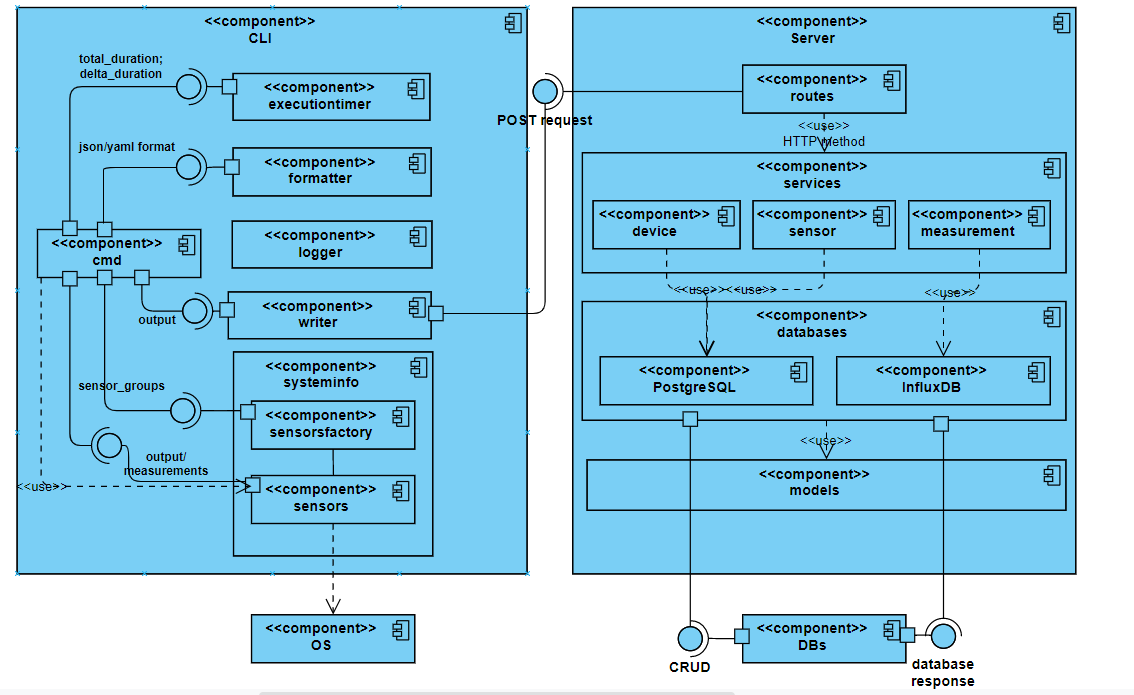 <<component>>
CLI
total_duration;
delta_duration
<<component>>
executiontimer
json/yaml format
<<component>>
formatter
<<component>>
cmd
<<component>>
logger
output
<<component>>
writer
<<component>>
systeminfo
sensor_groups
<<component>>
sensorsfactory
output/
measurements
<<use>>
<<component>>
sensors
<<component>>
OS
POST request
<<component>>
Server
<<component>>
routes
<<use>>
HTTP method
<<component>>
services
<<component>>
device
<<component>>
sensor
<<component>>
measurement
<<use>>
<<use>>
<<use>>
<<component>>
databases
<<component>>
PostgreSQL
<<component>>
InfluxDB
<<use>>
<<component>>
models
CRUD
<<component>>
DBs
database
response